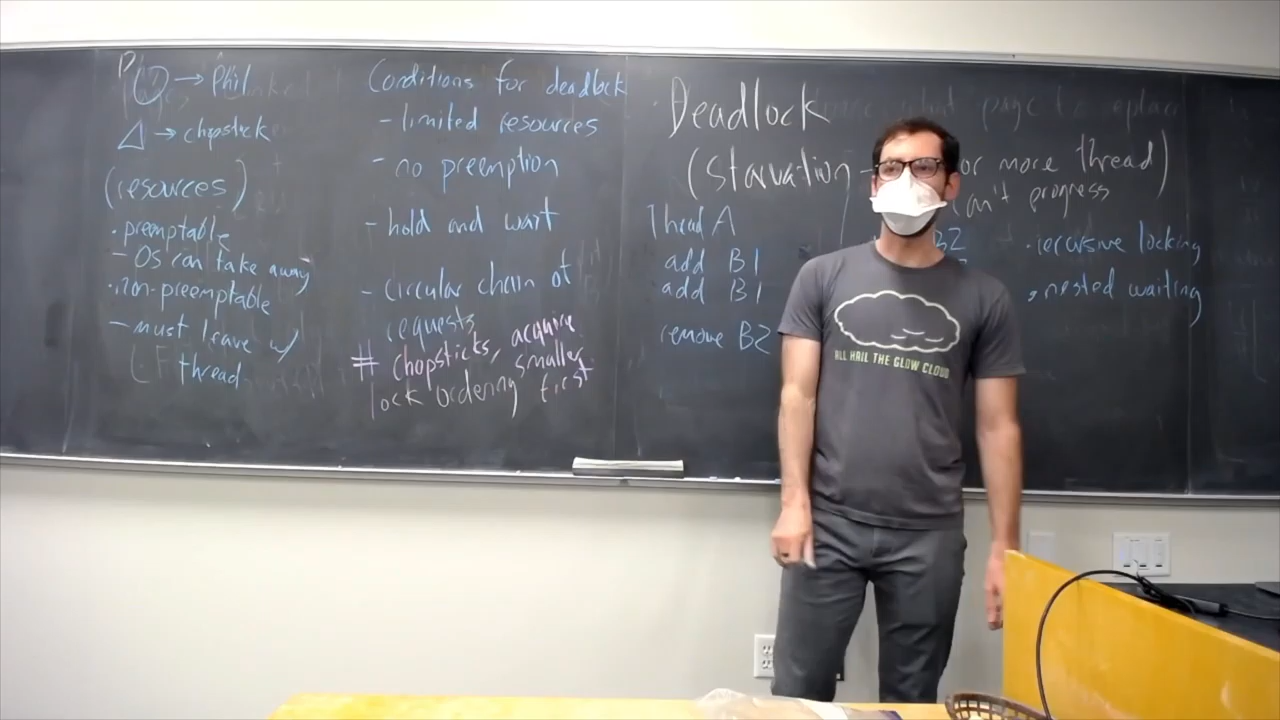 → Phil
△ → chopstick
(resources)
• preemptable
- OS can take away
• non-preemptable
- must leave w/
thread
Conditions for deadlock
- limited resources
- no preemption
- hold and wait
- circular chain of
requests
# chopsticks, acquire
smaller
lock ordering first
Deadlock
(starvation - or more thread)
can't progress
Thread A
add B1
add B1
remove B2
B2
• recursive locking
• nested waiting
ALL HAIL THE GLOW CLOUD